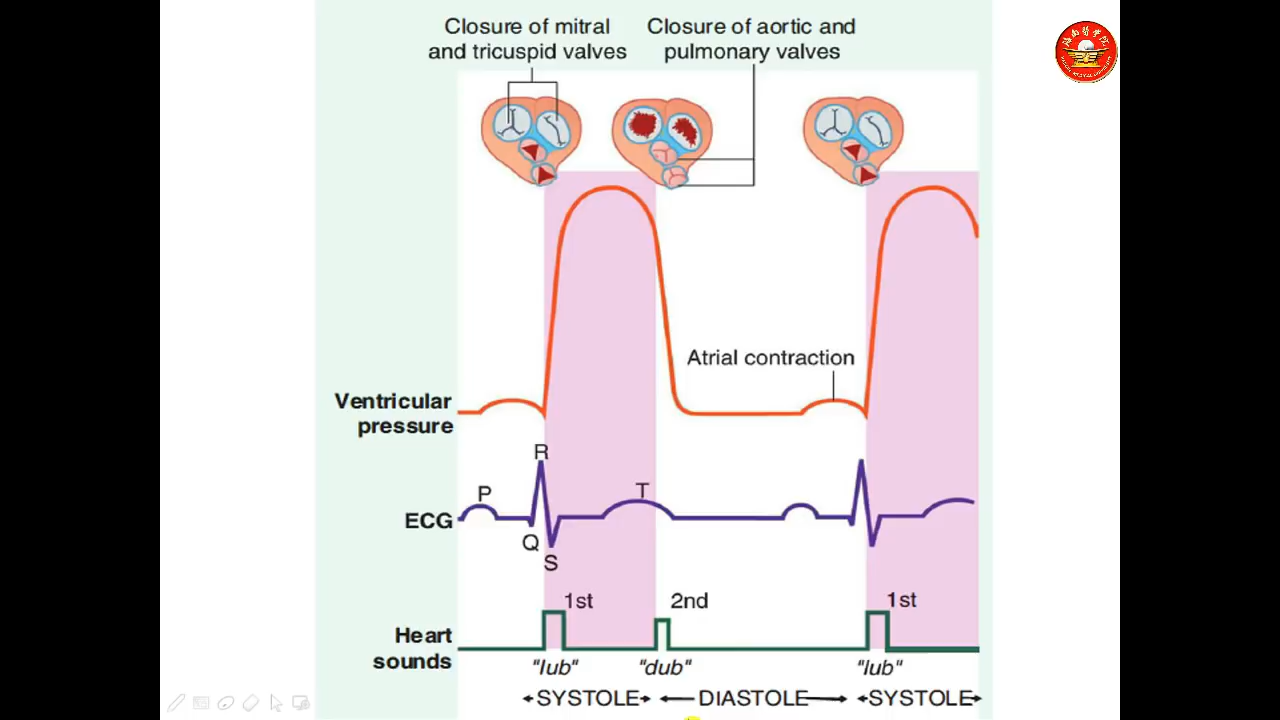 Closure of mitral
and tricuspid valves
Closure of aortic and
pulmonary valves
Atrial contraction
Ventricular
pressure
R
P
T
ECG
Q
S
1st
2nd
1st
Heart
sounds
"lub"
"dub"
"lub"
SYSTOLE
DIASTOLE
SYSTOLE